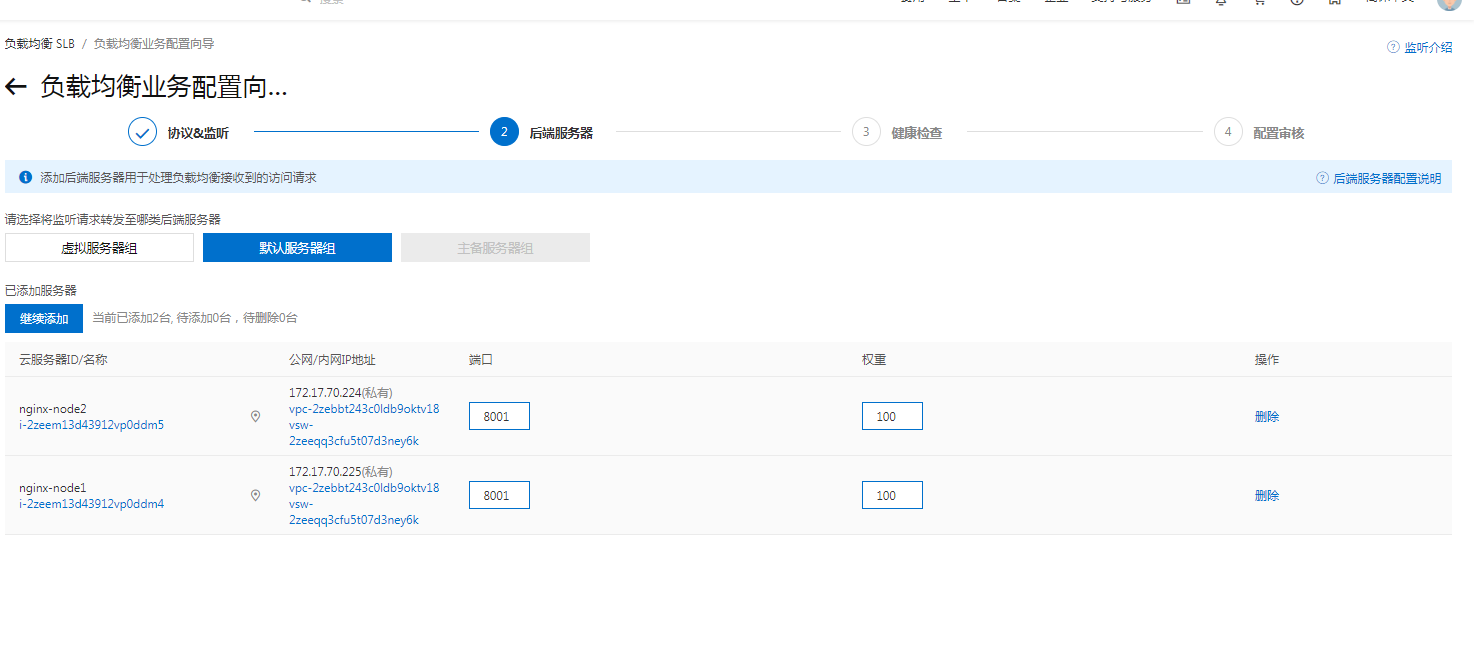 负载均衡 SLB / 负载均衡业务配置向导
? 监听介绍
← 负载均衡业务配置向...
协议&监听
2 后端服务器
3 健康检查
4 配置审核
添加后端服务器用于处理负载均衡接收到的访问请求
? 后端服务器配置说明
请选择将监听请求转发至哪类后端服务器
虚拟服务器组 默认服务器组 主备服务器组
已添加服务器
继续添加 当前已添加2台, 待添加0台，待删除0台
云服务器ID/名称 公网/内网IP地址 端口 权重 操作
172.17.70.224(私有)
nginx-node2 vpc-2zebbt243c0ldb9oktv18
8001 100 删除
i-2zeem13d43912vp0ddm5 vsw-
2zeeqq3cfu5t07d3ney6k
172.17.70.225(私有)
nginx-node1 vpc-2zebbt243c0ldb9oktv18
8001 100 删除
i-2zeem13d43912vp0ddm4 vsw-
2zeeqq3cfu5t07d3ney6k